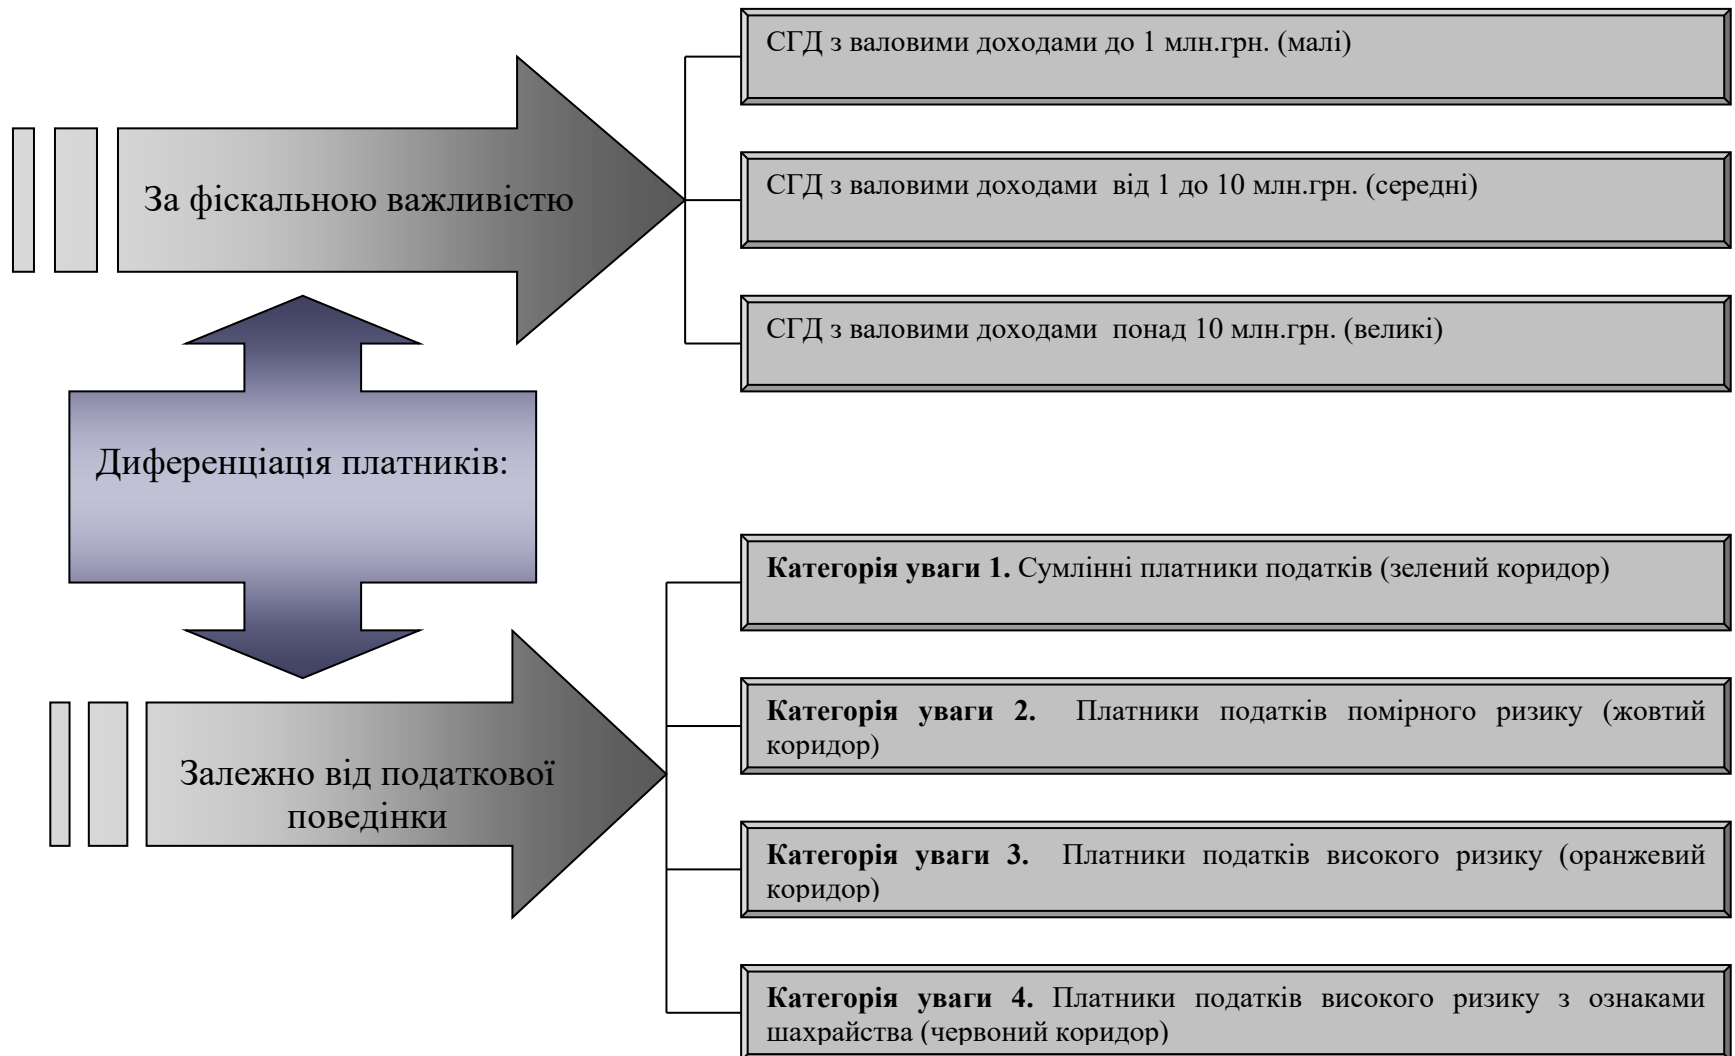 СГД з валовими доходами до 1 млн.грн. (малі)
За фіскальною важливістю
СГД з валовими доходами  від 1 до 10 млн.грн. (середні)
СГД з валовими доходами  понад 10 млн.грн. (великі)
Диференціація платників:
Категорія уваги 1. Сумлінні платники податків (зелений коридор)
Категорія уваги 2.  Платники податків помірного ризику (жовтий
коридор)
Залежно від податкової
поведінки
Категорія уваги 3.  Платники податків високого ризику (оранжевий
коридор)
Категорія уваги 4. Платники податків високого ризику з ознаками
шахрайства (червоний коридор)